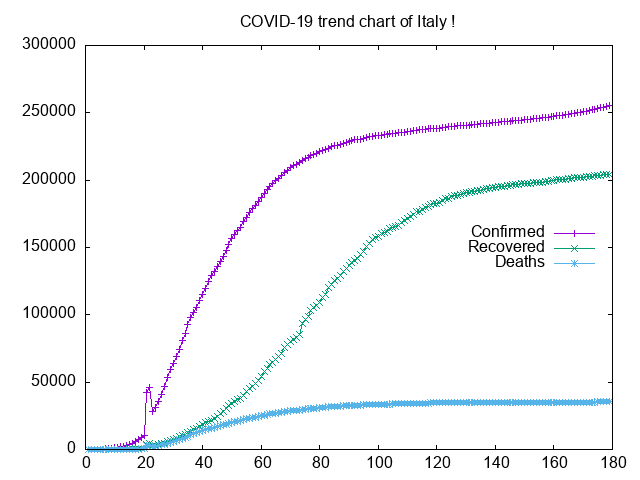 COVID-19 trend chart of Italy !
300000
250000
200000
150000
100000
50000
0
Confirmed
Recovered
Deaths
0 20 40 60 80 100 120 140 160 180